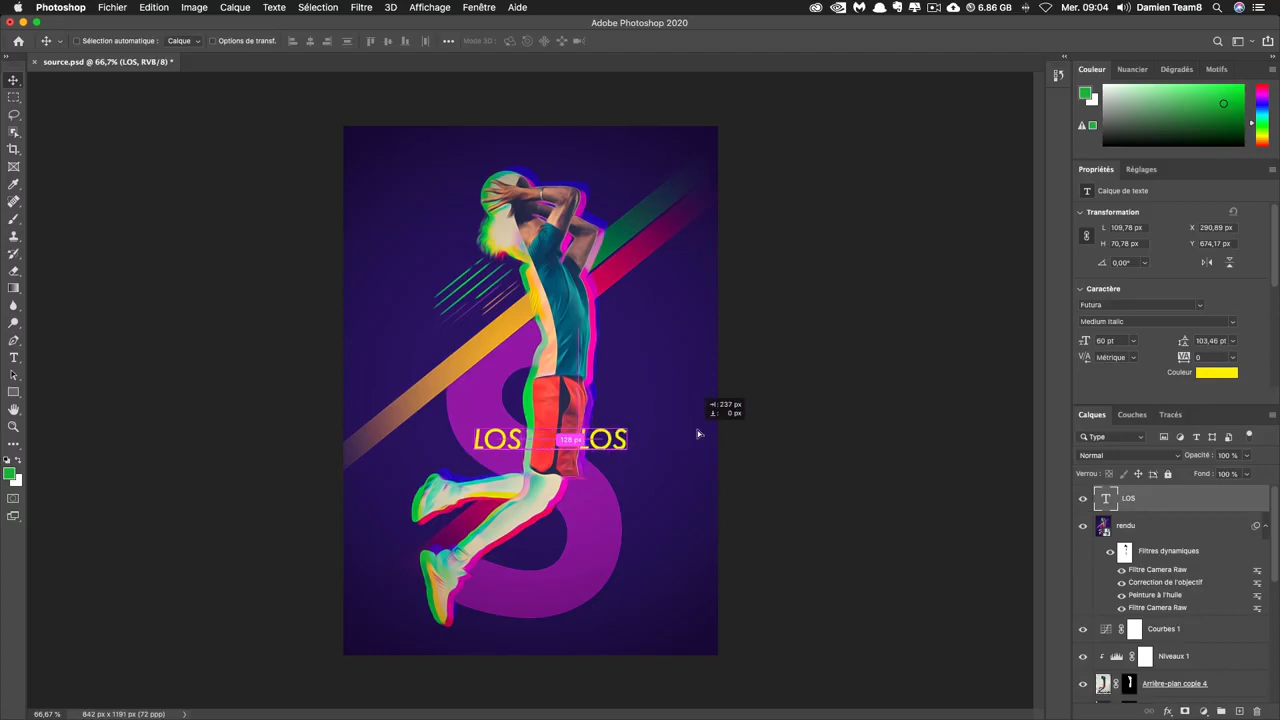 Photoshop Fichier Edition Image Calque Texte Sélection Filtre 3D Affichage Fenêtre Aide 6.86 GB Mer. 09:04 Damien Team8
Adobe Photoshop 2020
Sélection automatique : Calque Options de transf. Mode 3D :
source.psd @ 66,7% (LOS, RVB/8) *
Couleur Nuancier Dégradés Motifs
Propriétés Réglages
T Calque de texte
Transformation
L 109,78 px X 290,89 px
H 70,78 px Y 674,17 px
0,00°
Caractère
Futura
Medium Italic
60 pt 103,46 pt
Métrique 0
Couleur
237 px
0 px
LOS 128 px LOS
S
Calques Couches Tracés
Type
Normal Opacité : 100 %
Verrou : Fond : 100 %
T LOS
rendu
Filtres dynamiques
Filtre Camera Raw
Correction de l'objectif
Peinture à l'huile
Filtre Camera Raw
Courbes 1
Niveaux 1
Arrière-plan copie 4
66,67 % 842 px x 1191 px (72 ppp)